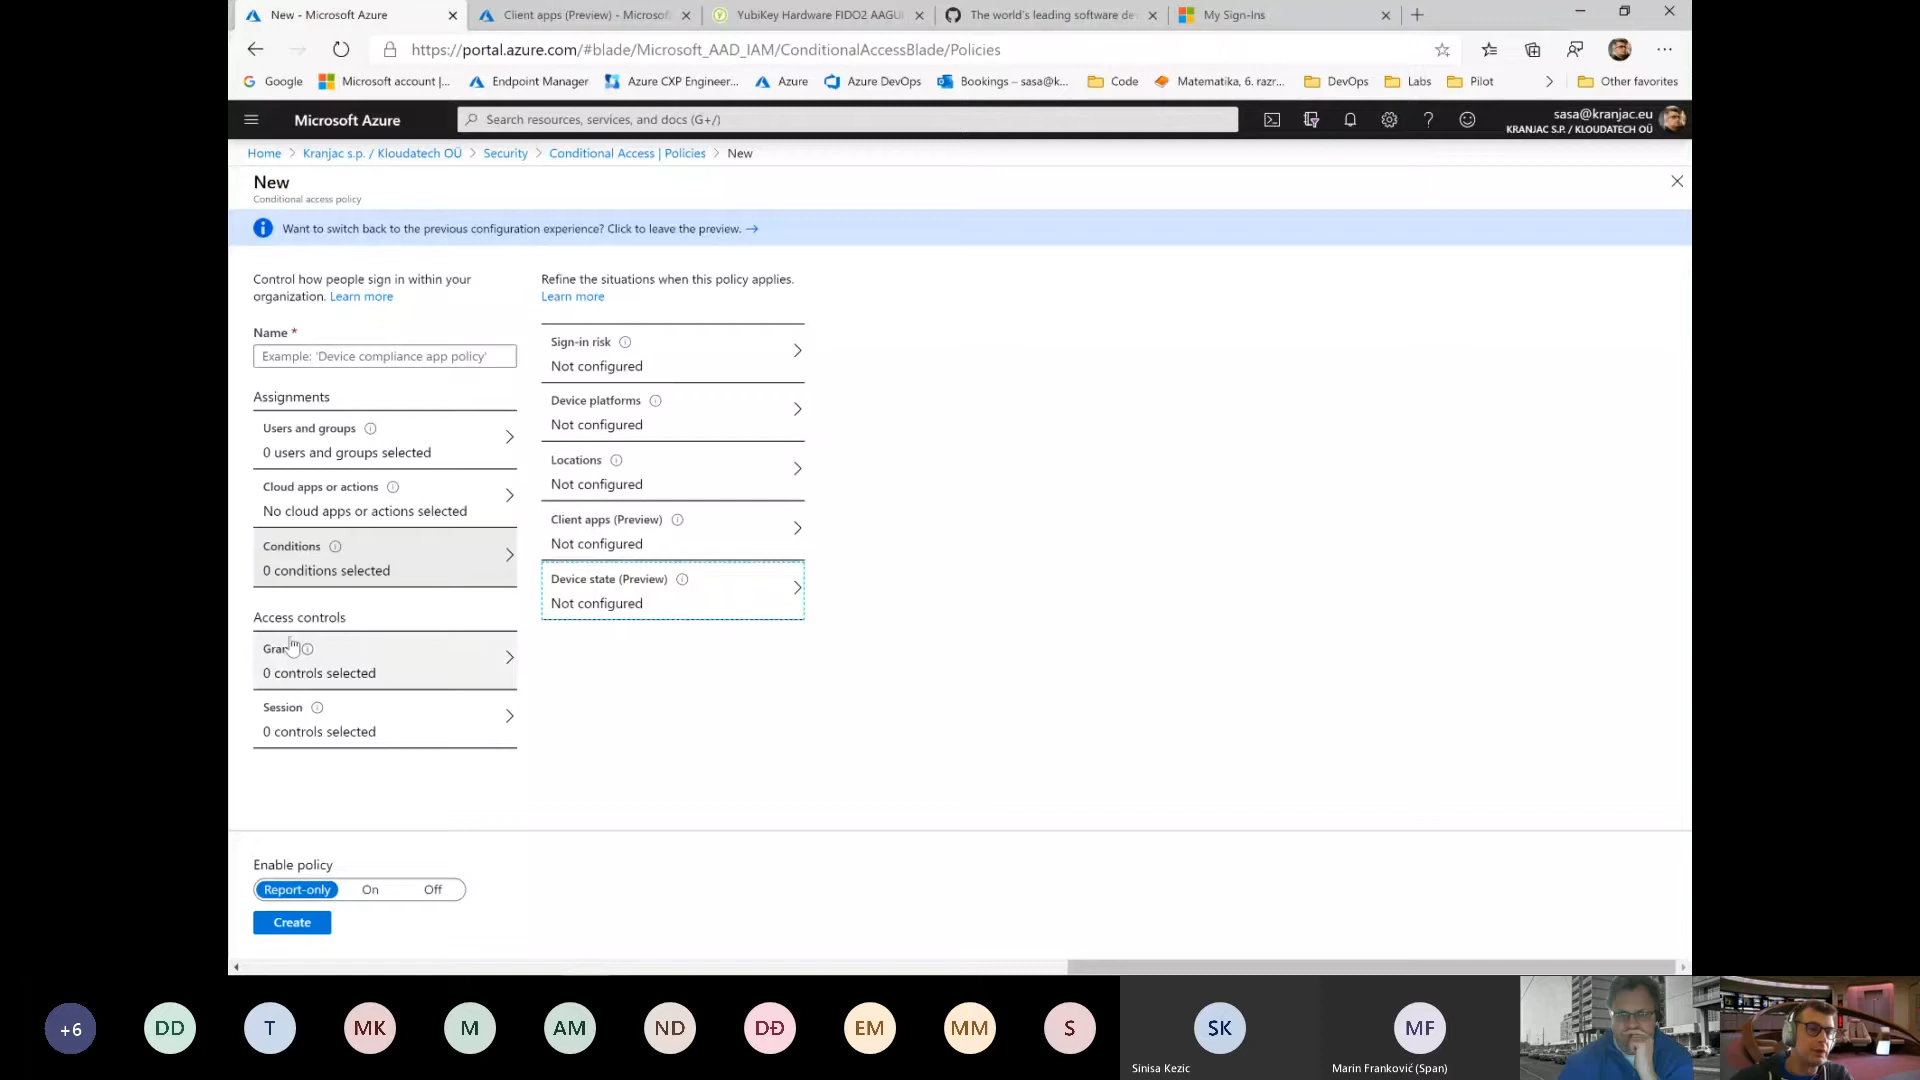 New - Microsoft Azure
Client apps (Preview) - Microsof
YubiKey Hardware FIDO2 AAGUI
The world's leading software de
My Sign-Ins
https://portal.azure.com/#blade/Microsoft_AAD_IAM/ConditionalAccessBlade/Policies
Google
Microsoft account |...
Endpoint Manager
Azure CXP Engineer...
Azure
Azure DevOps
Bookings – sasa@k...
Code
Matematika, 6. razr...
DevOps
Labs
Pilot
Other favorites
Microsoft Azure
Search resources, services, and docs (G+/)
sasa@kranjac.eu
KRANJAC S.P. / KLOUDATECH OÜ
Home > Kranjac s.p. / Kloudatech OÜ > Security > Conditional Access | Policies > New
New
Conditional access policy
Want to switch back to the previous configuration experience? Click to leave the preview. →
Control how people sign in within your
organization. Learn more
Name *
Example: 'Device compliance app policy'
Assignments
Users and groups
0 users and groups selected
Cloud apps or actions
No cloud apps or actions selected
Conditions
0 conditions selected
Access controls
Gran
0 controls selected
Session
0 controls selected
Refine the situations when this policy applies.
Learn more
Sign-in risk
Not configured
Device platforms
Not configured
Locations
Not configured
Client apps (Preview)
Not configured
Device state (Preview)
Not configured
Enable policy
Report-only On Off
Create
+6
DD
T
MK
M
AM
ND
DĐ
EM
MM
S
SK
Sinisa Kezic
MF
Marin Franković (Span)